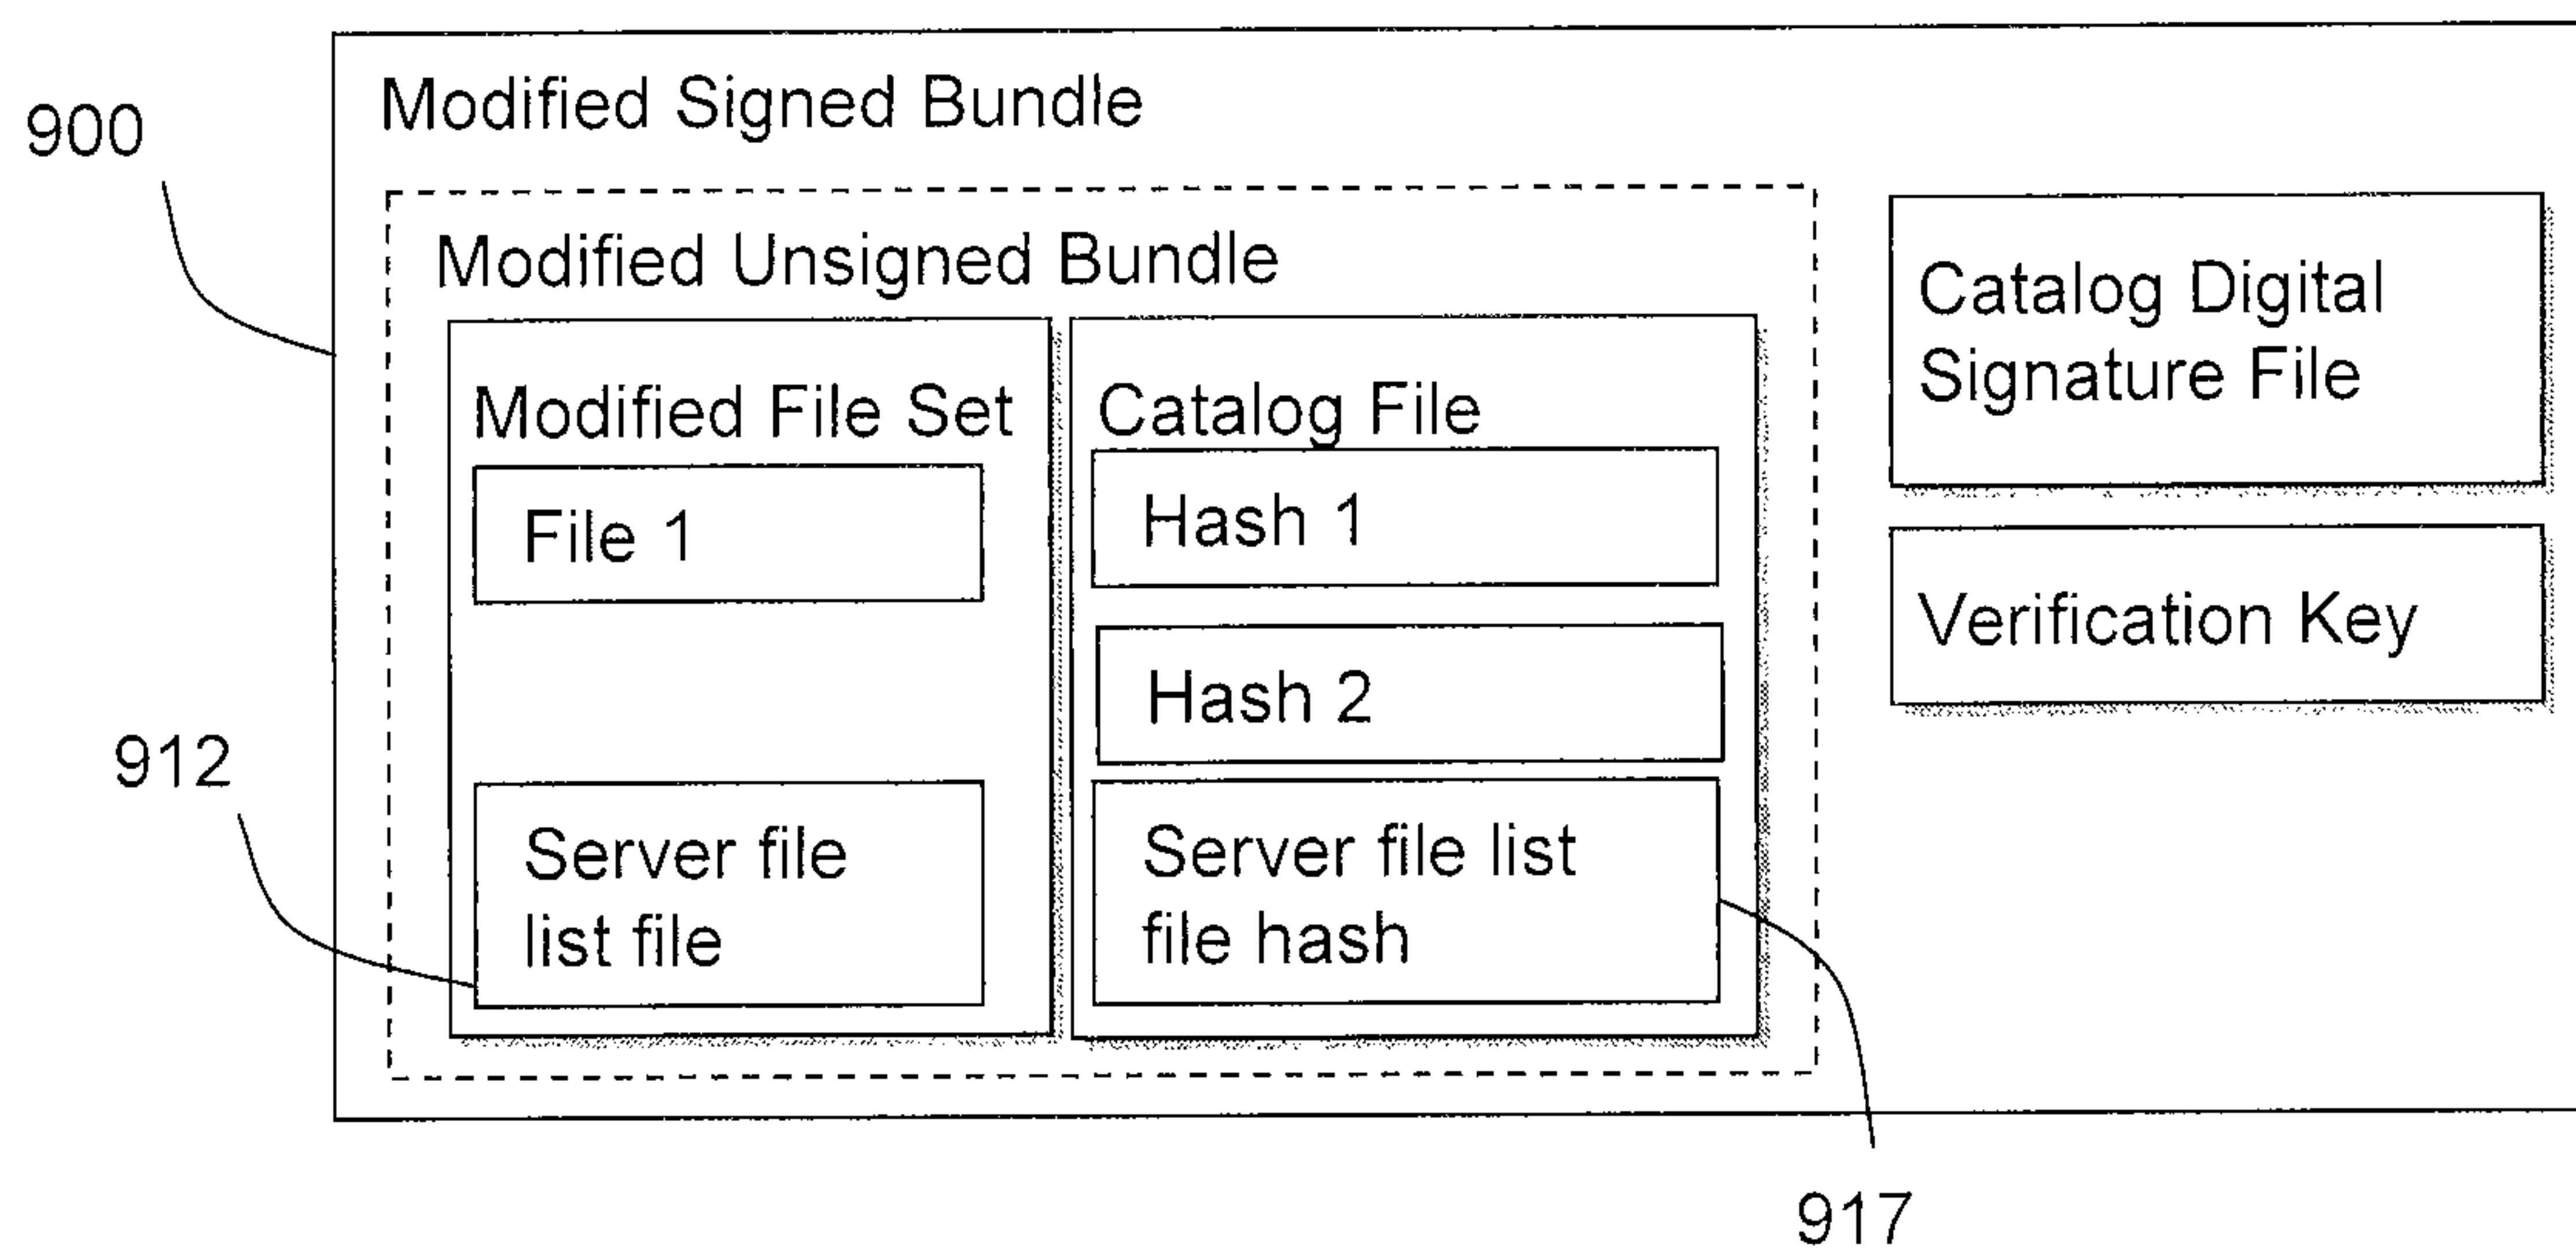 900
Modified Signed Bundle
Modified Unsigned Bundle
Modified File Set
File 1
912
Server file
list file
Catalog File
Hash 1
Hash 2
Server file list
file hash
917
Catalog Digital
Signature File
Verification Key